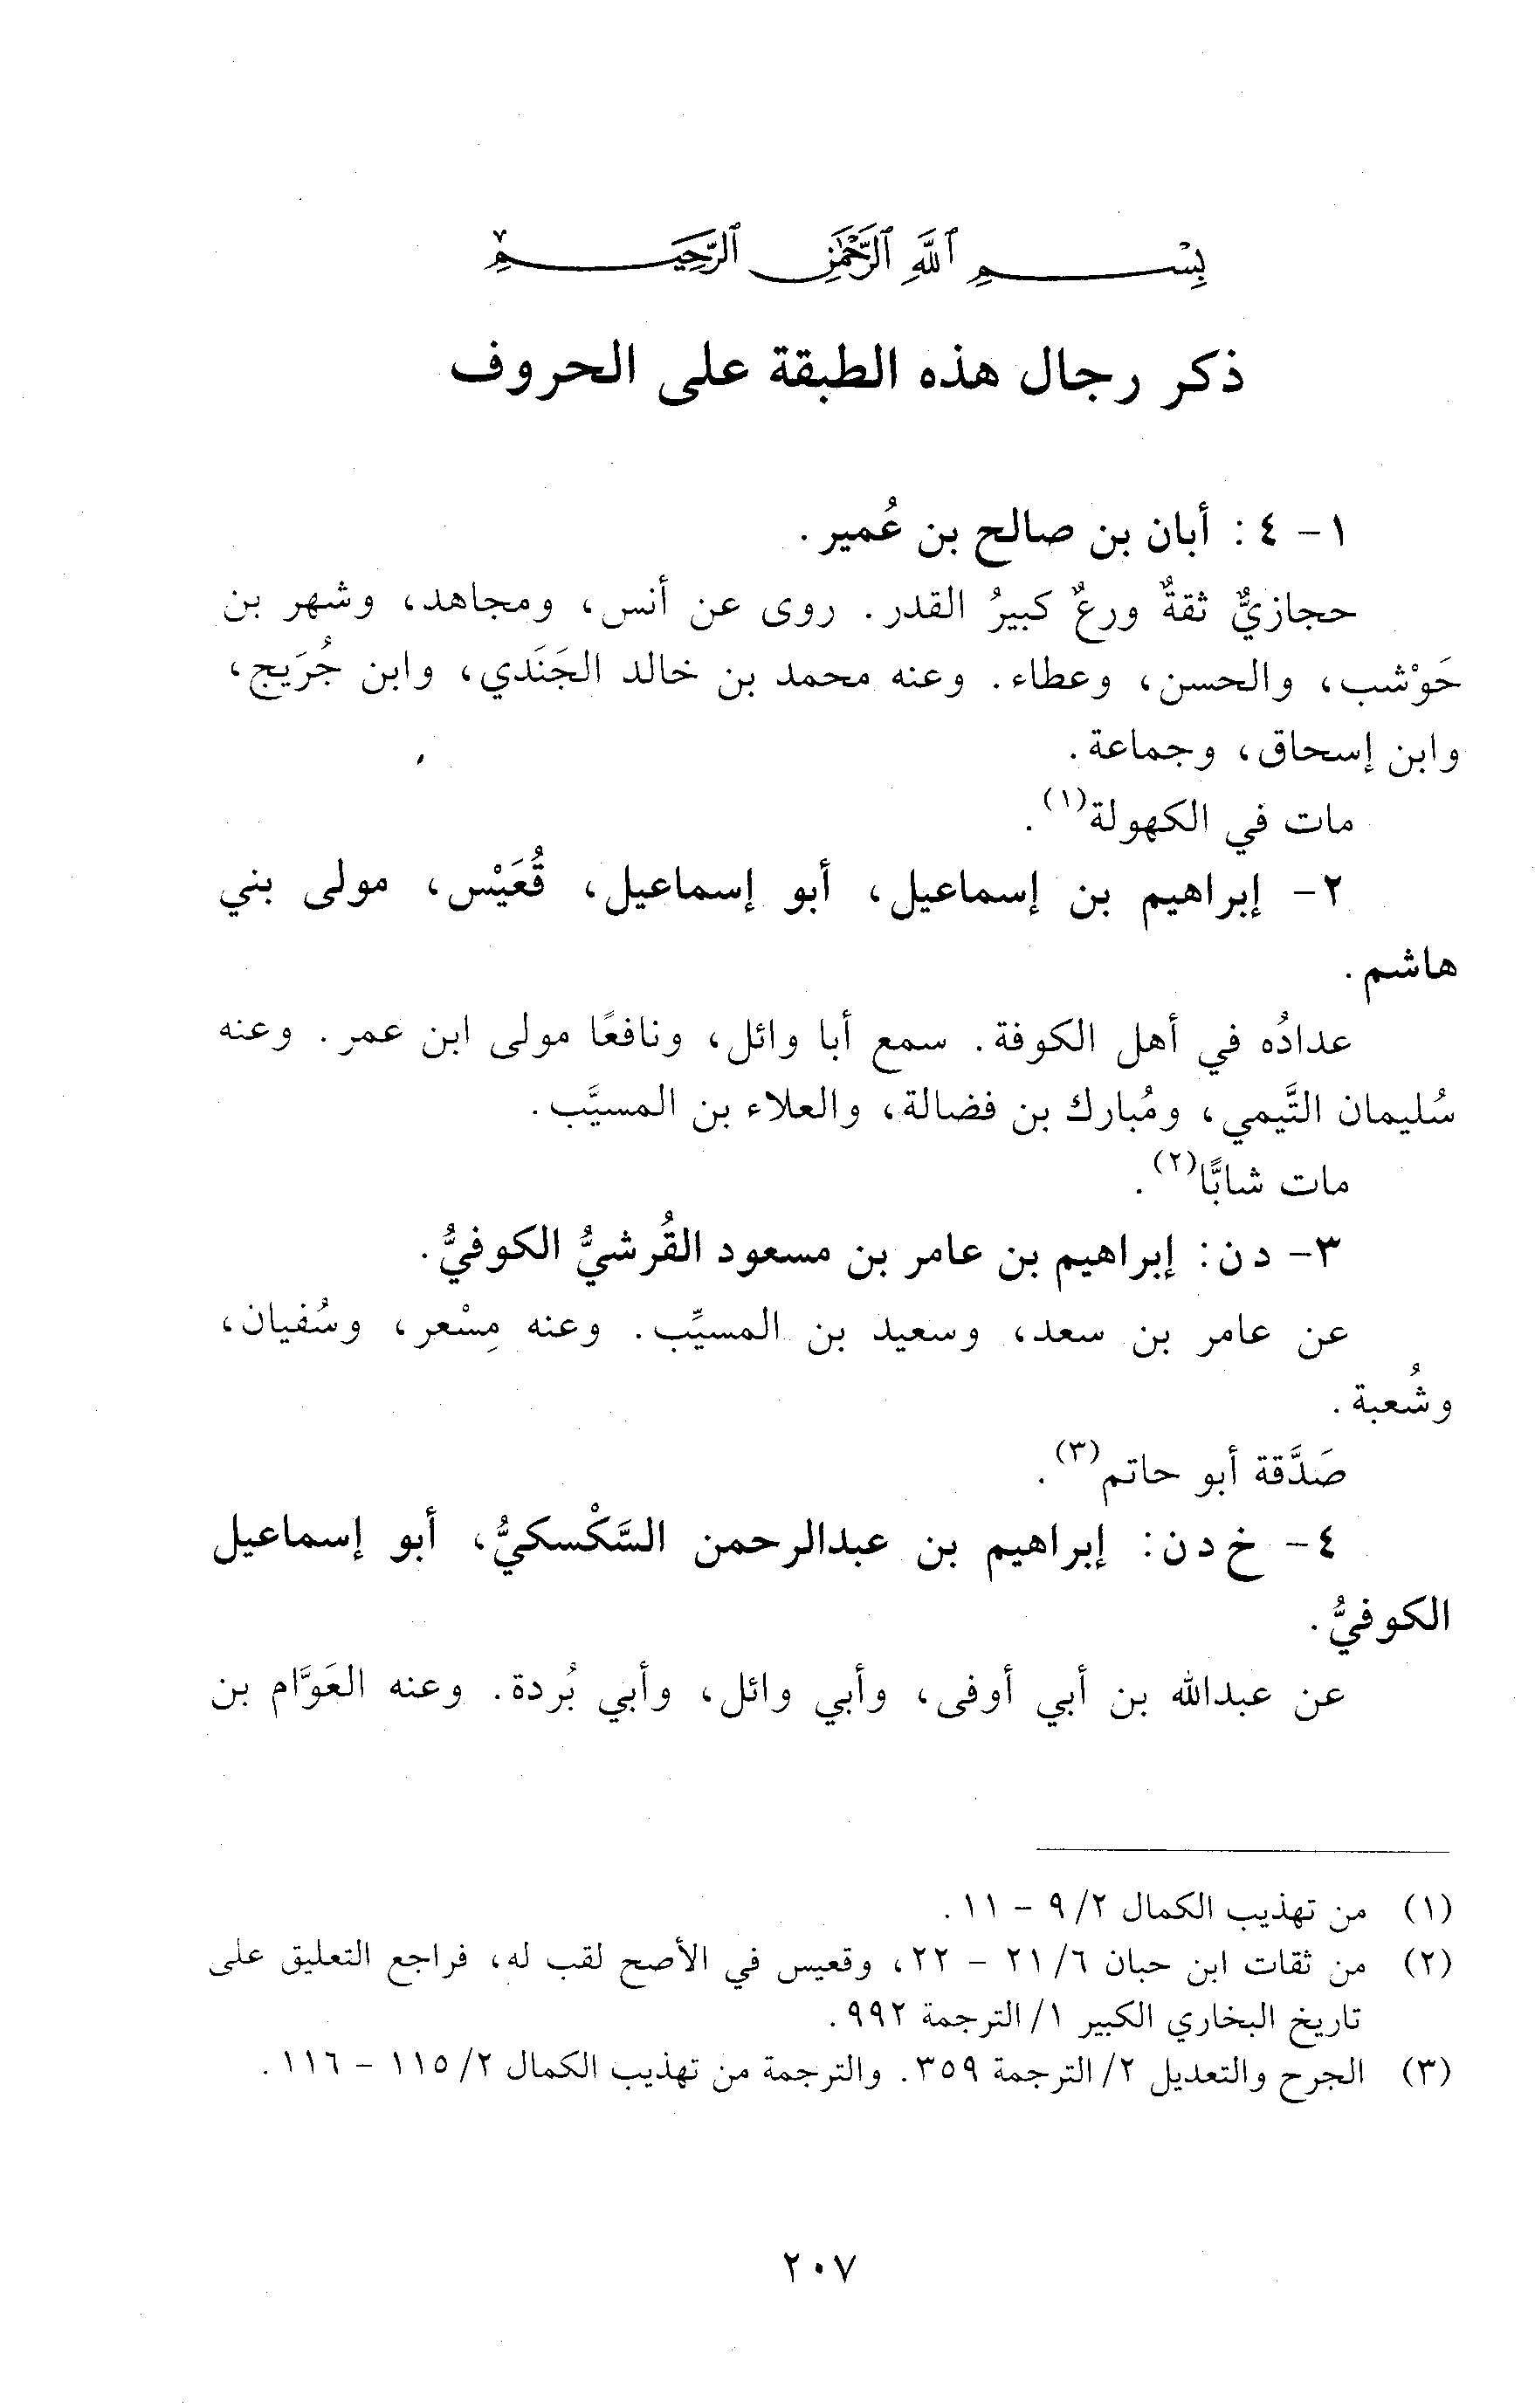 بِسْمِ ٱللَّهِ ٱلرَّحْمَٰنِ ٱلرَّحِيمِ
ذكر رجال هذه الطبقة على الحروف
١- ٤: أبان بن صالح بن عُمير.
حجازيٌّ ثقةٌ ورعٌ كبيرُ القدر. روى عن أنس، ومجاهد، وشهر بن
حَوْشب، والحسن، وعطاء. وعنه محمد بن خالد الجَنَدي، وابن جُرَيج،
وابن إسحاق، وجماعة.
مات في الكهولة(١).
٢- إبراهيم بن إسماعيل، أبو إسماعيل، قُعَيْس، مولى بني
هاشم.
عدادُه في أهل الكوفة. سمع أبا وائل، ونافعًا مولى ابن عمر. وعنه
سُليمان التَّيمي، ومُبارك بن فضالة، والعلاء بن المسيَّب.
مات شابًّا(٢).
٣- د ن: إبراهيم بن عامر بن مسعود القُرشيُّ الكوفيُّ.
عن عامر بن سعد، وسعيد بن المسيِّب. وعنه مِسْعر، وسُفيان،
وشُعبة.
صَدَّقة أبو حاتم(٣).
٤- خ د ن: إبراهيم بن عبدالرحمن السَّكْسكيُّ، أبو إسماعيل
الكوفيُّ.
عن عبدالله بن أبي أوفى، وأبي وائل، وأبي بُردة. وعنه العَوَّام بن
(١) من تهذيب الكمال ٢/ ٩ - ١١.
(٢) من ثقات ابن حبان ٦/ ٢١ - ٢٢، وقعيس في الأصح لقب له، فراجع التعليق على
تاريخ البخاري الكبير ١/ الترجمة ٩٩٢.
(٣) الجرح والتعديل ٢/ الترجمة ٣٥٩. والترجمة من تهذيب الكمال ٢/ ١١٥ - ١١٦.
٢٠٧